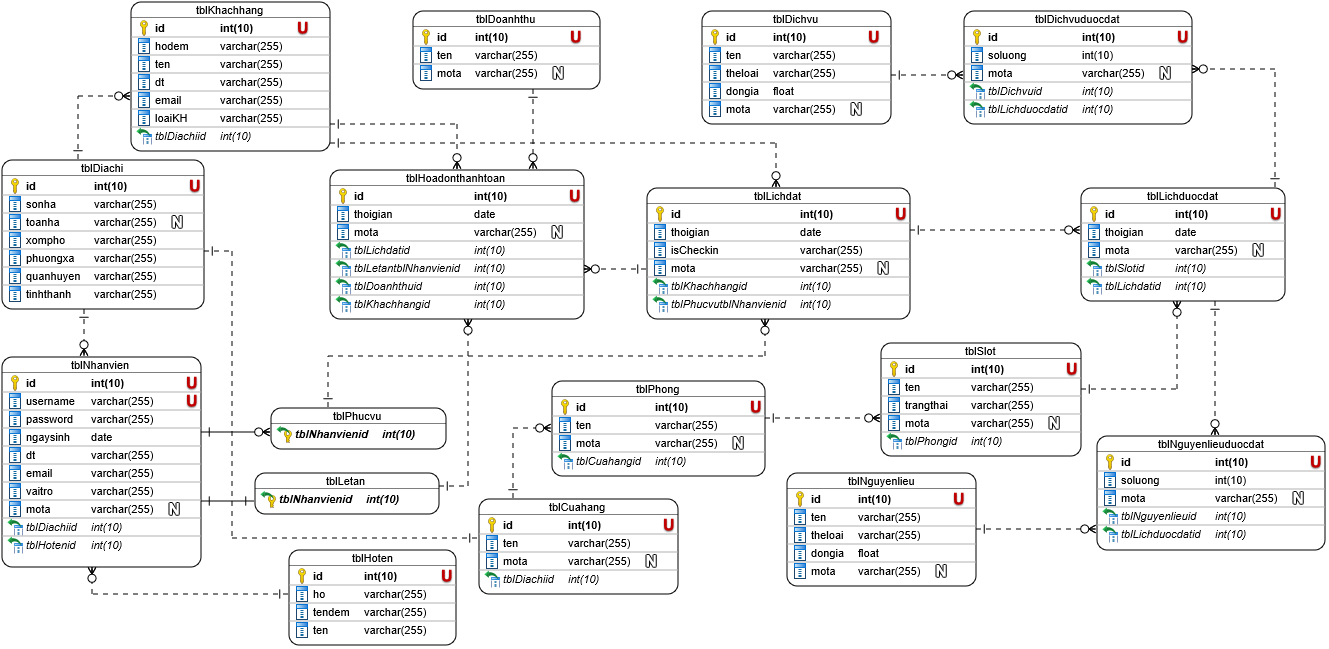 tblKhachhang
id int(10) U
hodem varchar(255)
ten varchar(255)
dt varchar(255)
email varchar(255)
loaiKH varchar(255)
tblDiachiid int(10)
tblDoanhthu
id int(10) U
ten varchar(255)
mota varchar(255) N
tblDichvu
id int(10) U
ten varchar(255)
theloai varchar(255)
dongia float
mota varchar(255) N
tblDichvuduocdat
id int(10) U
soluong int(10)
mota varchar(255) N
tblDichvuid int(10)
tblLichduocdatid int(10)
tblDiachi
id int(10) U
sonha varchar(255)
toanha varchar(255) N
xompho varchar(255)
phuongxa varchar(255)
quanhuyen varchar(255)
tinhthanh varchar(255)
tblHoadonthanhtoan
id int(10) U
thoigian date
mota varchar(255) N
tblLichdatid int(10)
tblLetantblNhanvienid int(10)
tblDoanhthuid int(10)
tblKhachhangid int(10)
tblLichdat
id int(10) U
thoigian date
isCheckin varchar(255)
mota varchar(255) N
tblKhachhangid int(10)
tblPhucvutblNhanvienid int(10)
tblLichduocdat
id int(10) U
thoigian date
mota varchar(255) N
tblSlotid int(10)
tblLichdatid int(10)
tblNhanvien
id int(10) U
username varchar(255) U
password varchar(255)
ngaysinh date
dt varchar(255)
email varchar(255)
vaitro varchar(255)
mota varchar(255) N
tblDiachiid int(10)
tblHotenid int(10)
tblPhucvu
tblNhanvienid int(10)
tblLetan
tblNhanvienid int(10)
tblPhong
id int(10) U
ten varchar(255)
mota varchar(255) N
tblCuahangid int(10)
tblSlot
id int(10) U
ten varchar(255)
trangthai varchar(255)
mota varchar(255) N
tblPhongid int(10)
tblHoten
id int(10) U
ho varchar(255)
tendem varchar(255)
ten varchar(255)
tblCuahang
id int(10) U
ten varchar(255)
mota varchar(255) N
tblDiachiid int(10)
tblNguyenlieu
id int(10) U
ten varchar(255)
theloai varchar(255)
dongia float
mota varchar(255) N
tblNguyenlieuduocdat
id int(10) U
soluong int(10)
mota varchar(255) N
tblNguyenlieuid int(10)
tblLichduocdatid int(10)